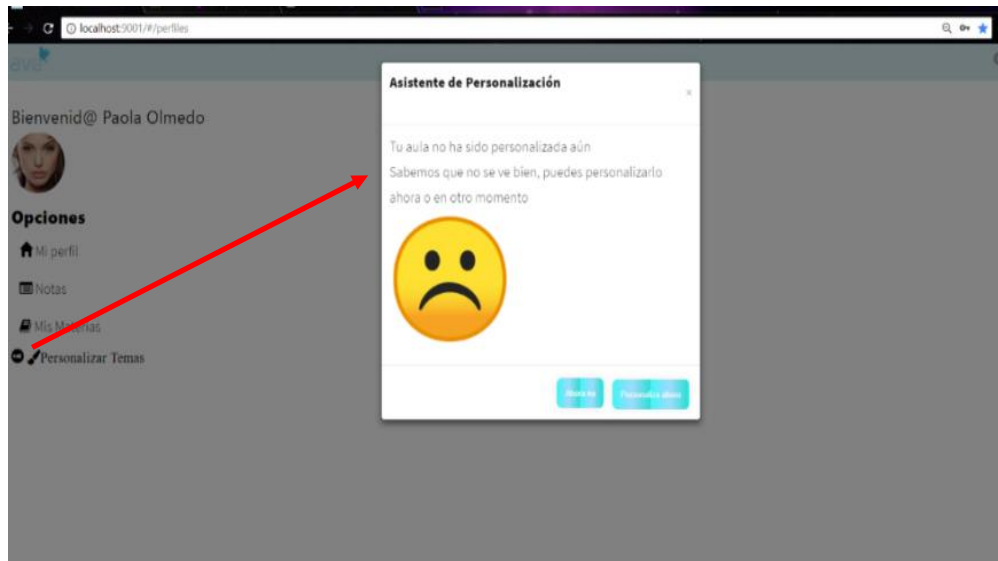 localhost:9001/#/perfiles
ave
Bienvenid@ Paola Olmedo
Opciones
Mi perfil
Notas
Mis Materias
Personalizar Temas
Asistente de Personalización
×
Tu aula no ha sido personalizada aún
Sabemos que no se ve bien, puedes personalizarlo
ahora o en otro momento
Ahora no
Personalizar ahora